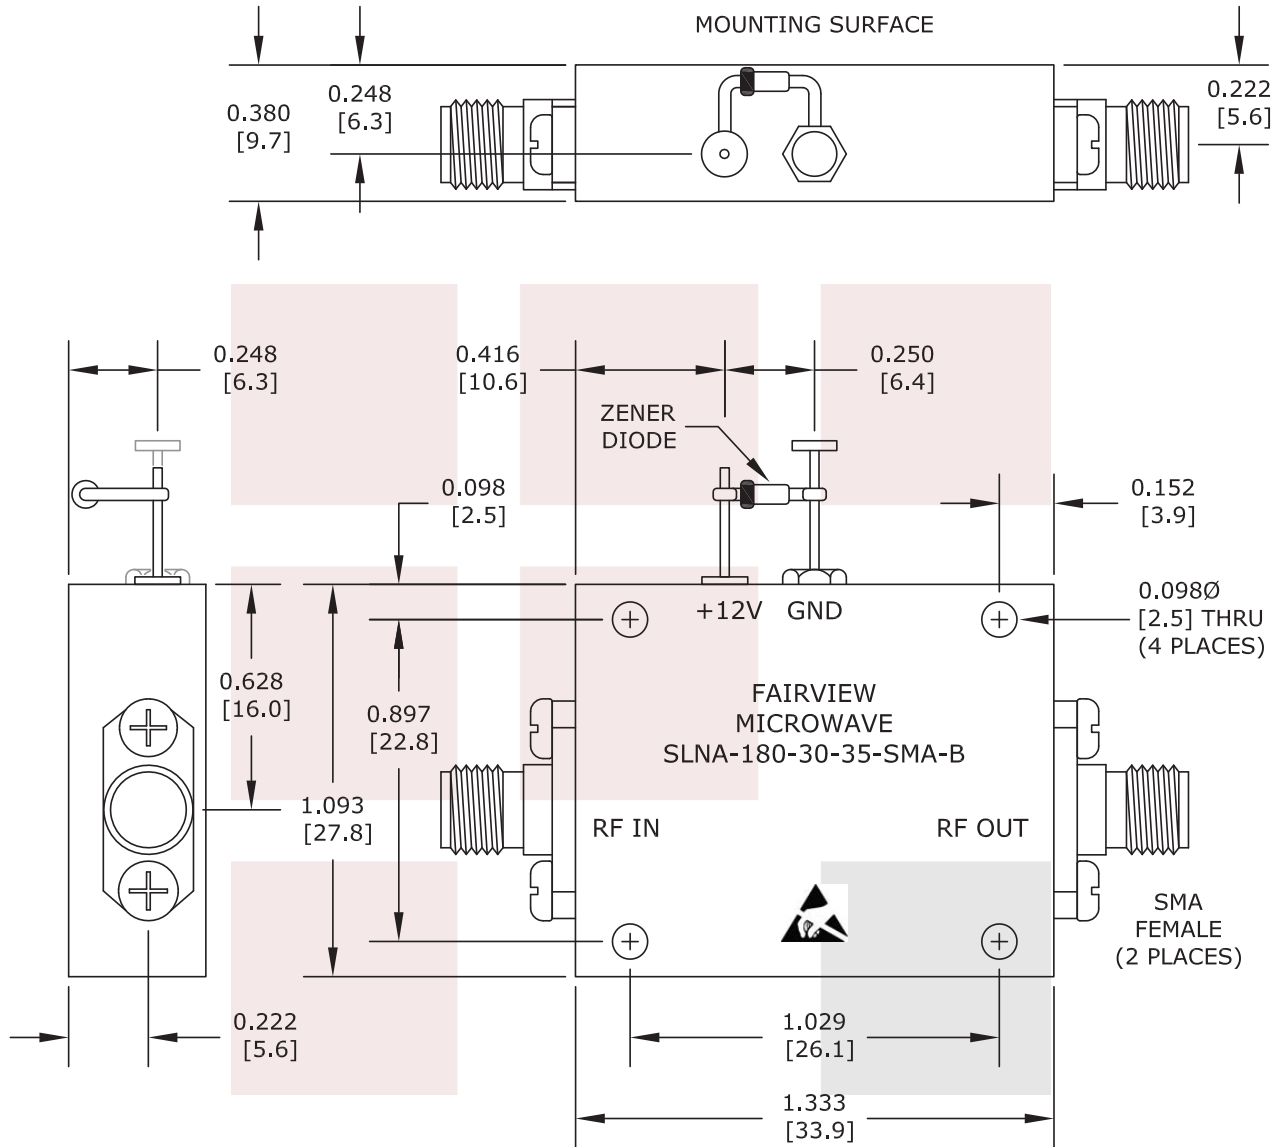 MOUNTING SURFACE
0.380
[9.7]
0.248
[6.3]
0.222
[5.6]
0.248
[6.3]
0.416
[10.6]
0.250
[6.4]
ZENER
DIODE
0.098
[2.5]
0.152
[3.9]
+12V GND
0.098Ø
[2.5] THRU
(4 PLACES)
0.628
[16.0]
0.897
[22.8]
1.093
[27.8]
FAIRVIEW
MICROWAVE
SLNA-180-30-35-SMA-B
RF IN
RF OUT
SMA
FEMALE
(2 PLACES)
0.222
[5.6]
1.029
[26.1]
1.333
[33.9]